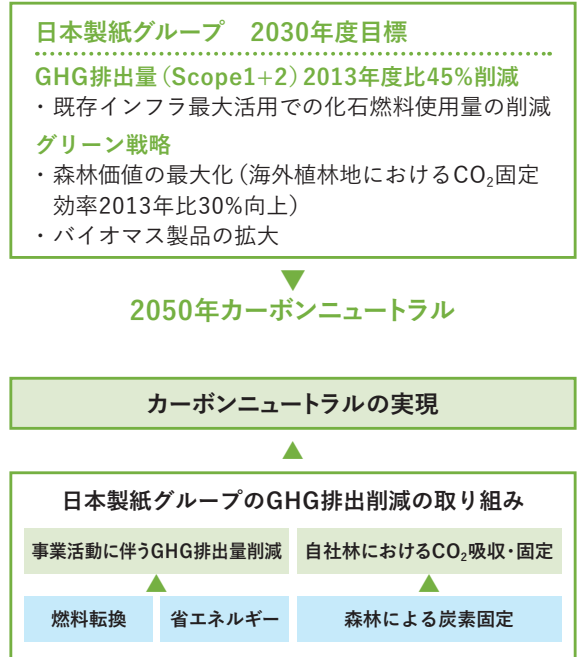 日本製紙グループ　2030年度目標
GHG排出量（Scope1+2）2013年度比45%削減
・既存インフラ最大活用での化石燃料使用量の削減
グリーン戦略
・森林価値の最大化（海外植林地におけるCO₂固定
効率2013年比30%向上）
・バイオマス製品の拡大
2050年カーボンニュートラル
カーボンニュートラルの実現
日本製紙グループのGHG排出削減の取り組み
事業活動に伴うGHG排出量削減
自社林におけるCO₂吸収・固定
燃料転換
省エネルギー
森林による炭素固定